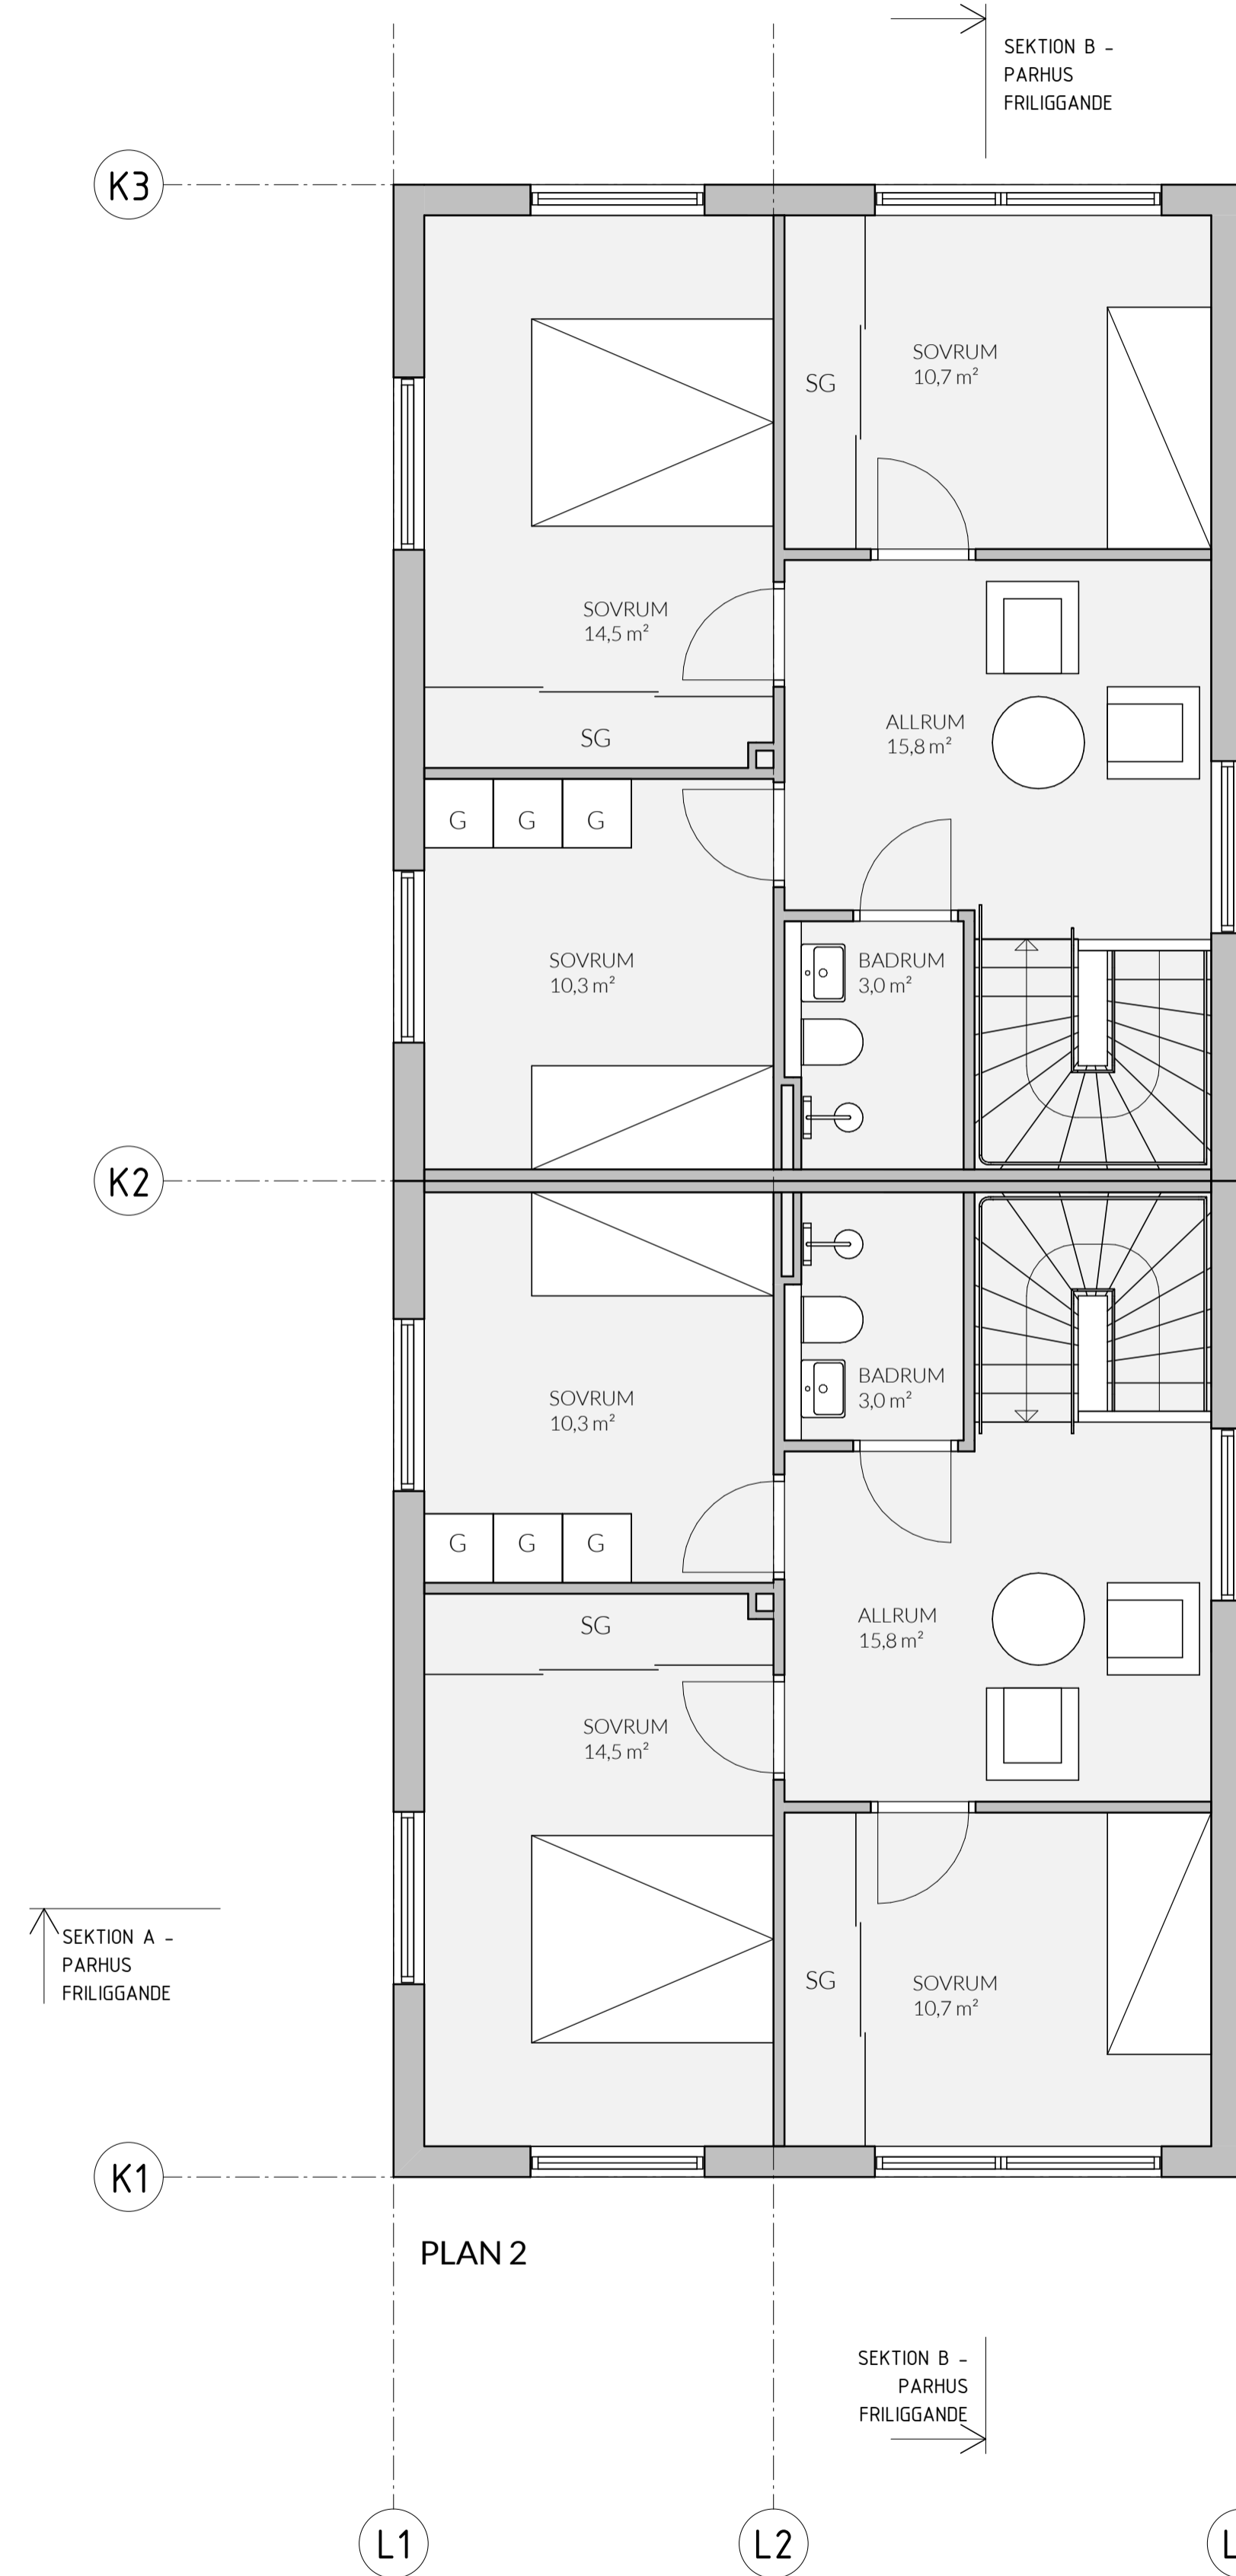 SEKTION B -
PARHUS
FRILIGGANDE
K3
SOVRUM
10,7 m²
SG
SOVRUM
14,5 m²
ALLRUM
15,8 m²
SG
G G G
SOVRUM
10,3 m²
BADRUM
3,0 m²
K2
BADRUM
3,0 m²
SOVRUM
10,3 m²
G G G
SG
ALLRUM
15,8 m²
SOVRUM
14,5 m²
SEKTION A -
PARHUS
FRILIGGANDE
SG
SOVRUM
10,7 m²
K1
PLAN 2
SEKTION B -
PARHUS
FRILIGGANDE
L1 L2